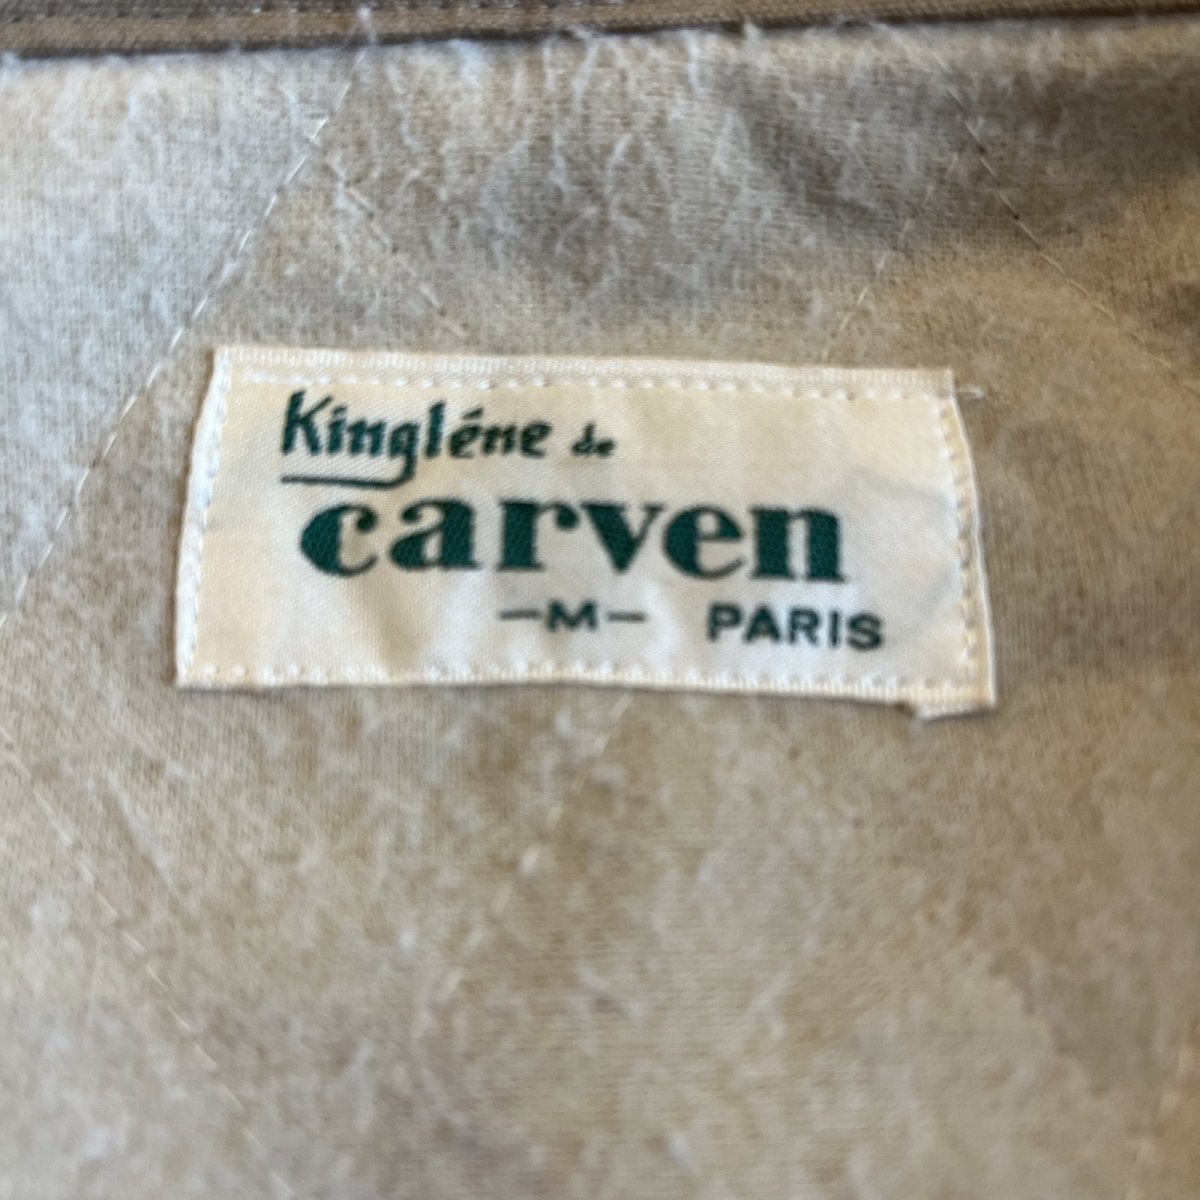 Kingléne de
carven
-M- PARIS